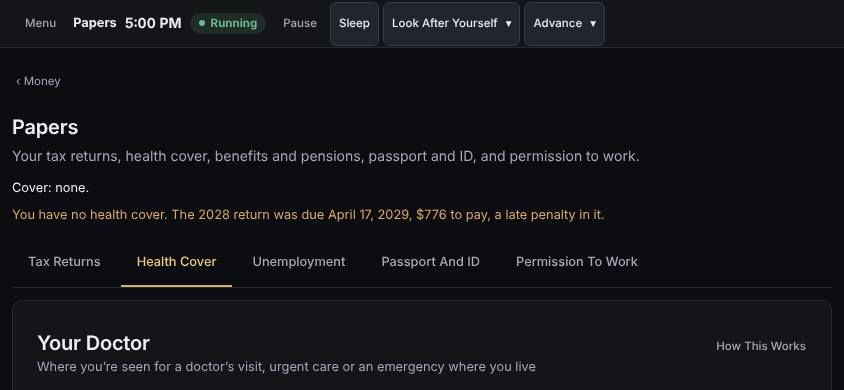 Menu Papers 5:00 PM Running Pause Sleep Look After Yourself ▾ Advance ▾
‹ Money
Papers
Your tax returns, health cover, benefits and pensions, passport and ID, and permission to work.
Cover: none.
You have no health cover. The 2028 return was due April 17, 2029, $776 to pay, a late penalty in it.
Tax Returns Health Cover Unemployment Passport And ID Permission To Work
Your Doctor
How This Works
Where you’re seen for a doctor’s visit, urgent care or an emergency where you live